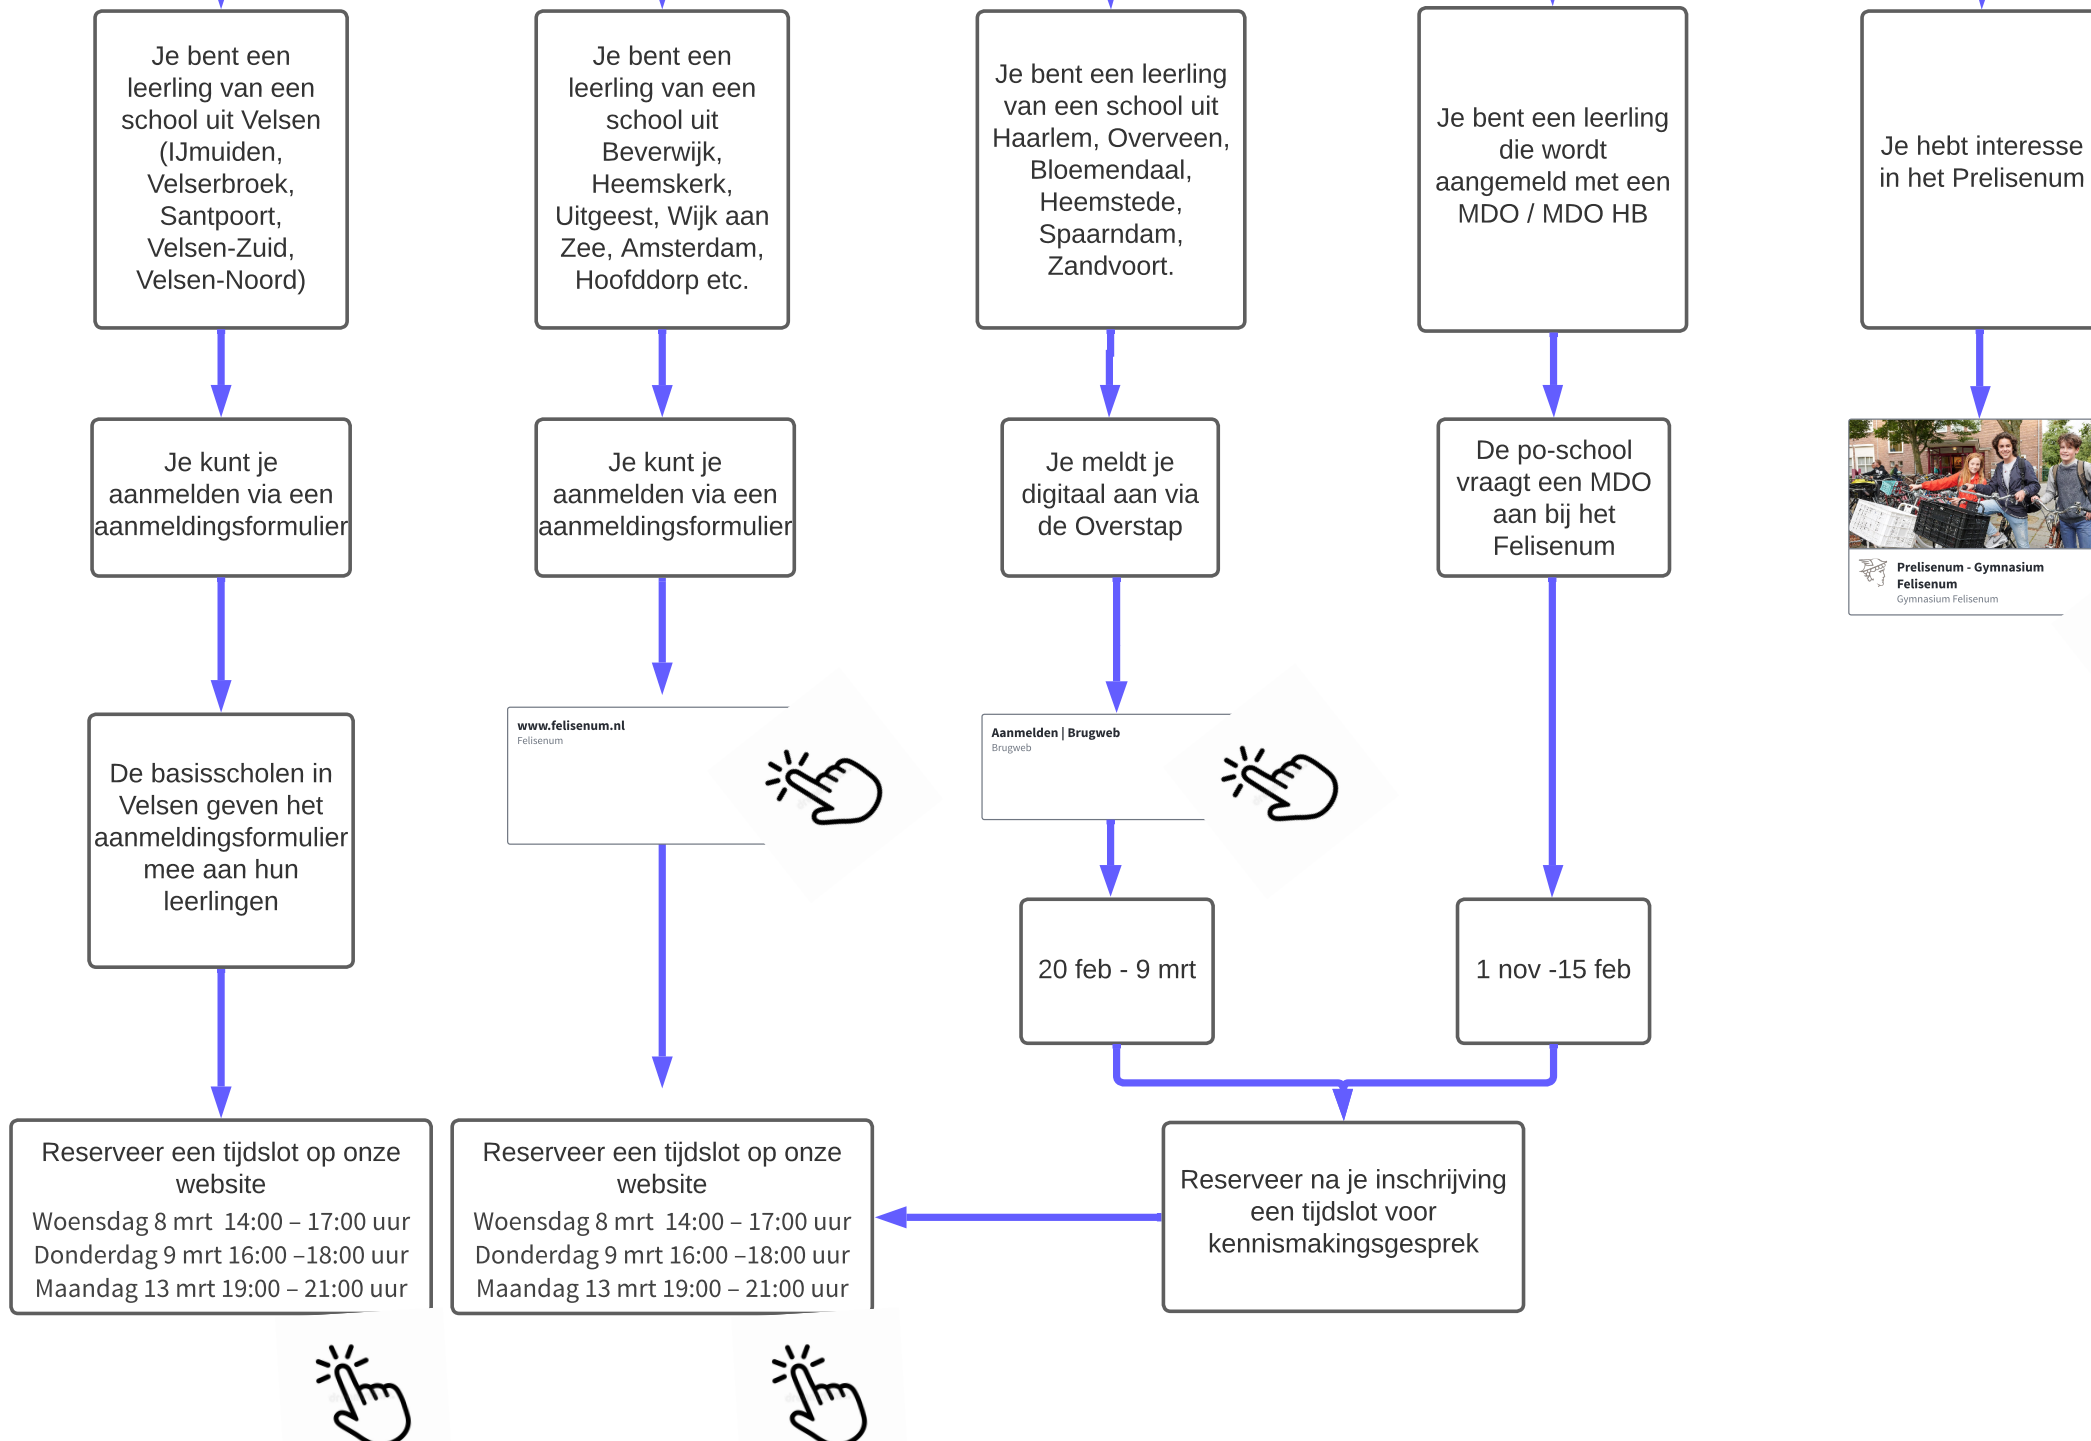 Je bent een
leerling van een
school uit Velsen
(IJmuiden,
Velserbroek,
Santpoort,
Velsen-Zuid,
Velsen-Noord)
Je kunt je
aanmelden via een
aanmeldingsformulier
De basisscholen in
Velsen geven het
aanmeldingsformulier
mee aan hun
leerlingen
Reserveer een tijdslot op onze
website
Woensdag 8 mrt  14:00 – 17:00 uur
Donderdag 9 mrt 16:00 –18:00 uur
Maandag 13 mrt 19:00 – 21:00 uur
Je bent een
leerling van een
school uit
Beverwijk,
Heemskerk,
Uitgeest, Wijk aan
Zee, Amsterdam,
Hoofddorp etc.
Je kunt je
aanmelden via een
aanmeldingsformulier
www.felisenum.nl
Felisenum
Reserveer een tijdslot op onze
website
Woensdag 8 mrt  14:00 – 17:00 uur
Donderdag 9 mrt 16:00 –18:00 uur
Maandag 13 mrt 19:00 – 21:00 uur
Je bent een leerling
van een school uit
Haarlem, Overveen,
Bloemendaal,
Heemstede,
Spaarndam,
Zandvoort.
Je meldt je
digitaal aan via
de Overstap
Aanmelden | Brugweb
Brugweb
20 feb - 9 mrt
Je bent een leerling
die wordt
aangemeld met een
MDO / MDO HB
De po-school
vraagt een MDO
aan bij het
Felisenum
1 nov -15 feb
Reserveer na je inschrijving
een tijdslot voor
kennismakingsgesprek
Je hebt interesse
in het Prelisenum
Prelisenum - Gymnasium
Felisenum
Gymnasium Felisenum